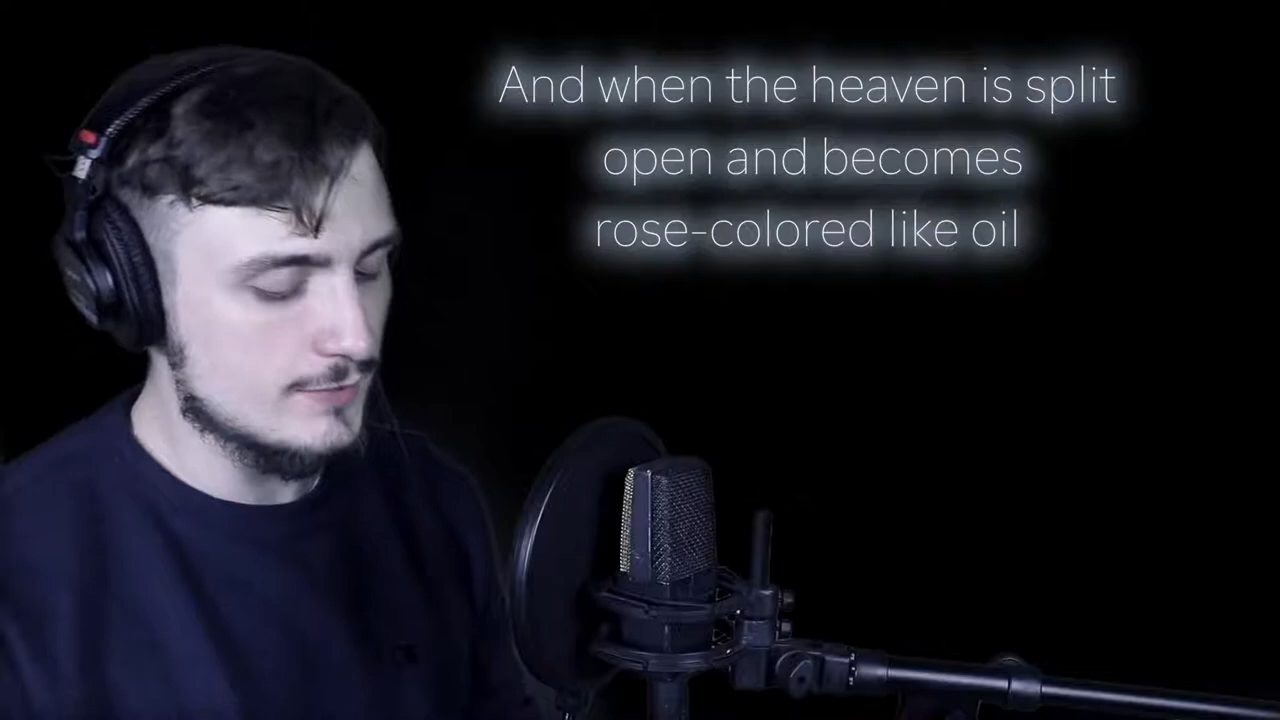 And when the heaven is split
open and becomes
rose-colored like oil